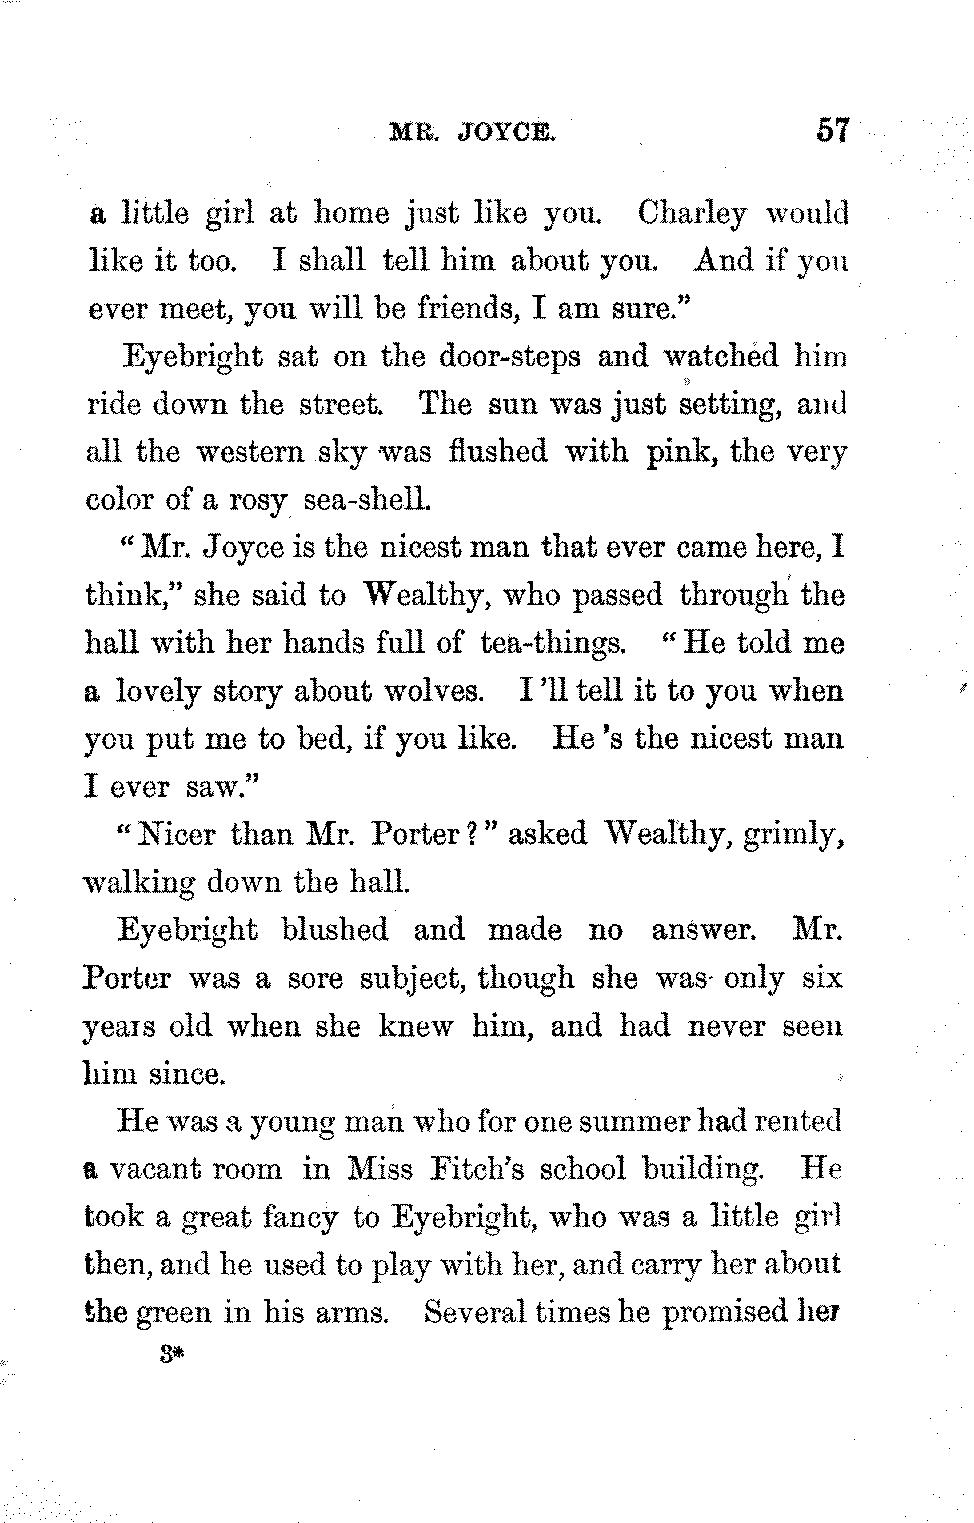 MR. JOYCE. 57
a little girl at home just like you. Charley would
like it too. I shall tell him about you. And if you
ever meet, you will be friends, I am sure."
Eyebright sat on the door-steps and watched him
ride down the street. The sun was just setting, and
all the western sky was flushed with pink, the very
color of a rosy sea-shell.
"Mr. Joyce is the nicest man that ever came here, I
think," she said to Wealthy, who passed through the
hall with her hands full of tea-things. "He told me
a lovely story about wolves. I'll tell it to you when
you put me to bed, if you like. He's the nicest man
I ever saw."
"Nicer than Mr. Porter?" asked Wealthy, grimly,
walking down the hall.
Eyebright blushed and made no answer. Mr.
Porter was a sore subject, though she was only six
years old when she knew him, and had never seen
him since.
He was a young man who for one summer had rented
a vacant room in Miss Fitch's school building. He
took a great fancy to Eyebright, who was a little girl
then, and he used to play with her, and carry her about
the green in his arms. Several times he promised her
3*